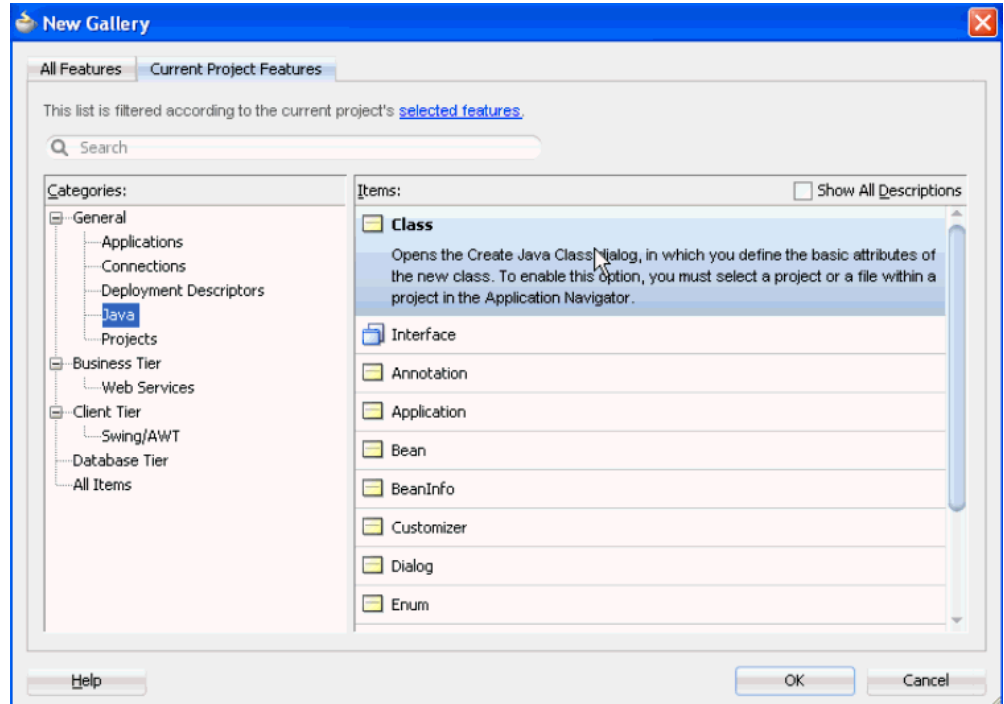 New Gallery
All Features
Current Project Features
This list is filtered according to the current project's selected features.
Search
Categories:
General
Applications
Connections
Deployment Descriptors
Java
Projects
Business Tier
Web Services
Client Tier
Swing/AWT
Database Tier
All Items
Items:
Show All Descriptions
Class
Opens the Create Java Class dialog, in which you define the basic attributes of
the new class. To enable this option, you must select a project or a file within a
project in the Application Navigator.
Interface
Annotation
Application
Bean
BeanInfo
Customizer
Dialog
Enum
Help
OK
Cancel